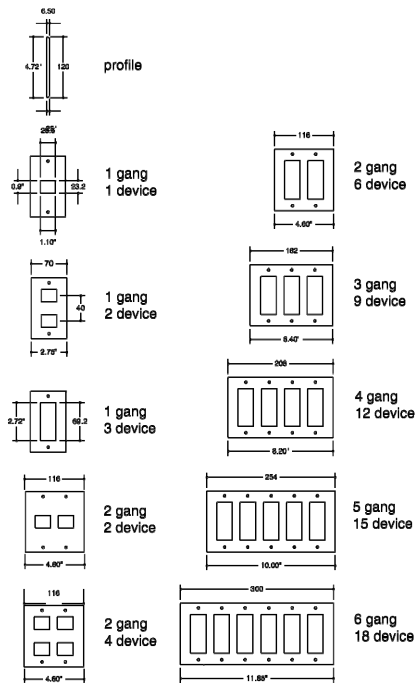 6.50
4.72"
120
profile
0.9"
23.2
1.10"
1 gang
1 device
70
40
2.75"
1 gang
2 device
2.72"
69.2
1 gang
3 device
116
4.60"
2 gang
2 device
116
4.60"
2 gang
4 device
116
4.60"
2 gang
6 device
162
6.40"
3 gang
9 device
208
8.20"
4 gang
12 device
254
10.00"
5 gang
15 device
300
11.85"
6 gang
18 device